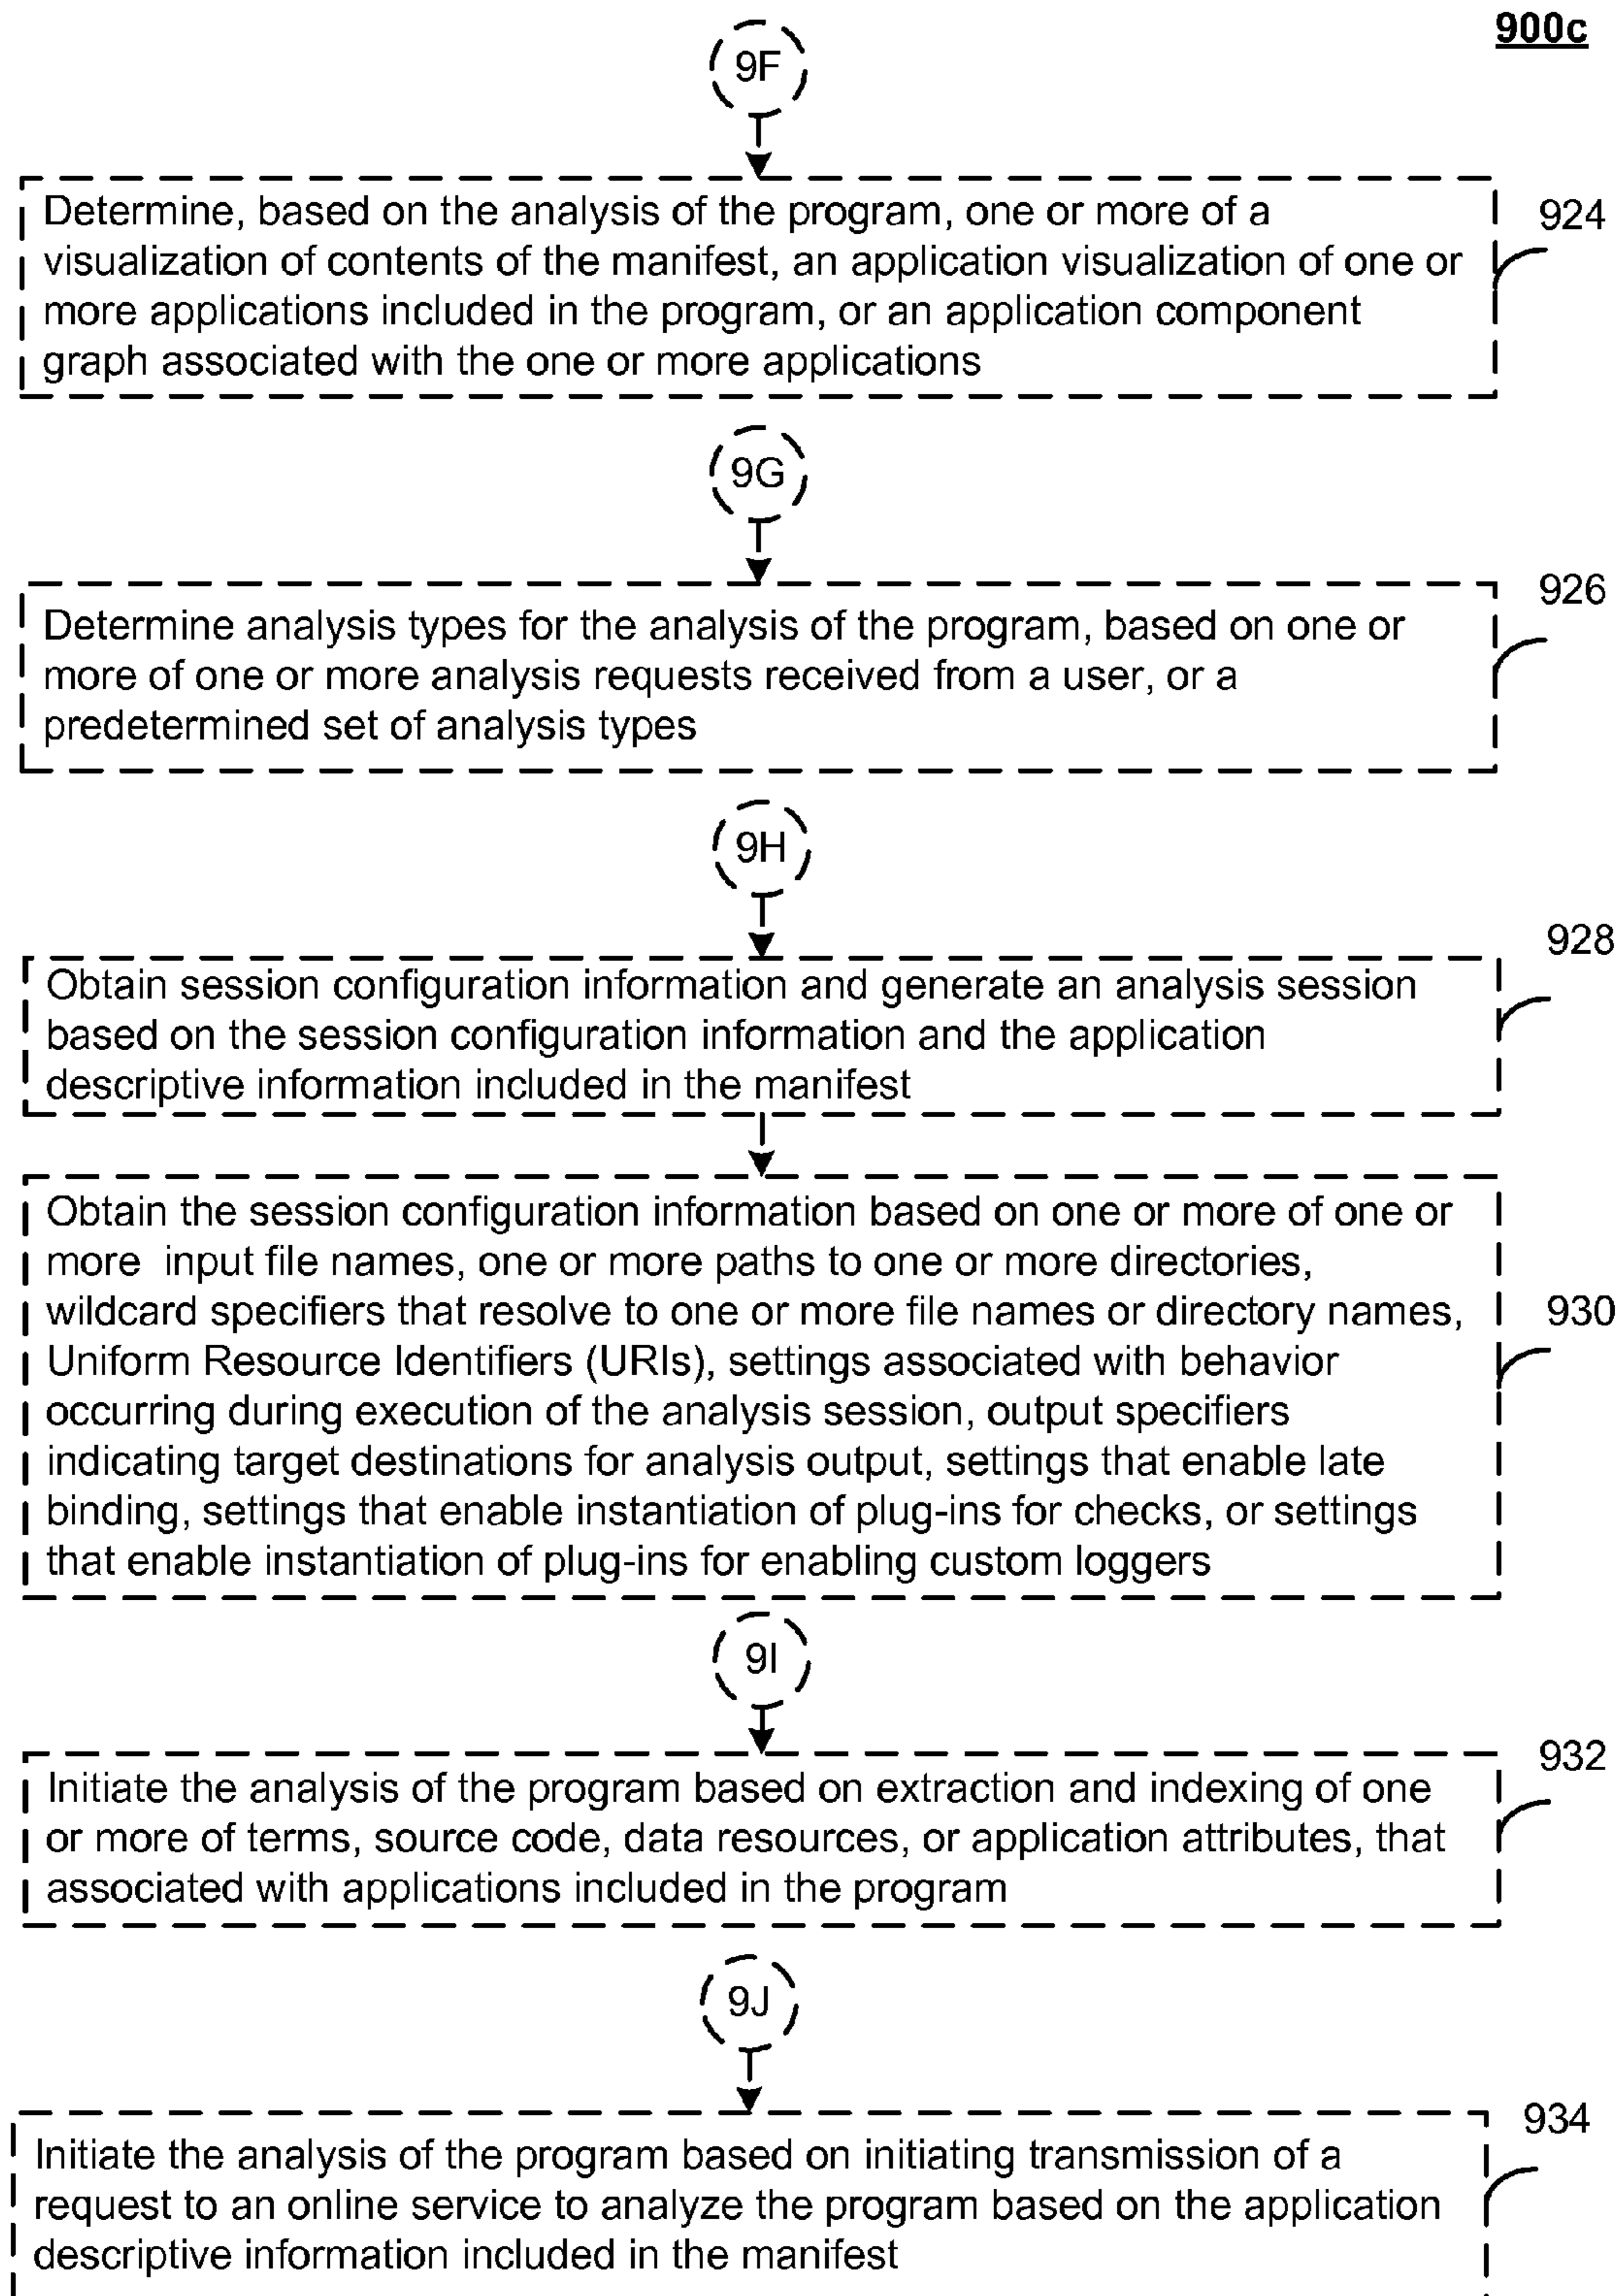 900c
9F
Determine, based on the analysis of the program, one or more of a
visualization of contents of the manifest, an application visualization of one or
more applications included in the program, or an application component
graph associated with the one or more applications
924
9G
926
Determine analysis types for the analysis of the program, based on one or
more of one or more analysis requests received from a user, or a
predetermined set of analysis types
9H
928
Obtain session configuration information and generate an analysis session
based on the session configuration information and the application
descriptive information included in the manifest
Obtain the session configuration information based on one or more of one or
more input file names, one or more paths to one or more directories,
wildcard specifiers that resolve to one or more file names or directory names,
Uniform Resource Identifiers (URIs), settings associated with behavior
occurring during execution of the analysis session, output specifiers
indicating target destinations for analysis output, settings that enable late
binding, settings that enable instantiation of plug-ins for checks, or settings
that enable instantiation of plug-ins for enabling custom loggers
930
9I
932
Initiate the analysis of the program based on extraction and indexing of one
or more of terms, source code, data resources, or application attributes, that
associated with applications included in the program
9J
934
Initiate the analysis of the program based on initiating transmission of a
request to an online service to analyze the program based on the application
descriptive information included in the manifest